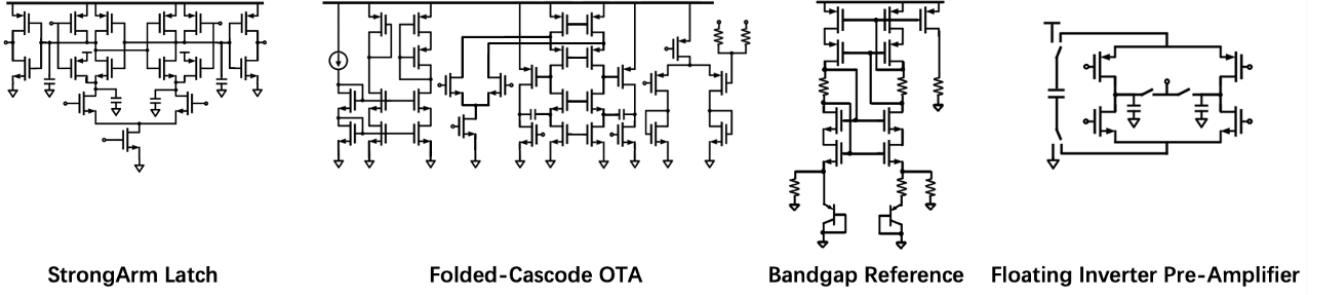 StrongArm Latch
Folded-Cascode OTA
Bandgap Reference
Floating Inverter Pre-Amplifier